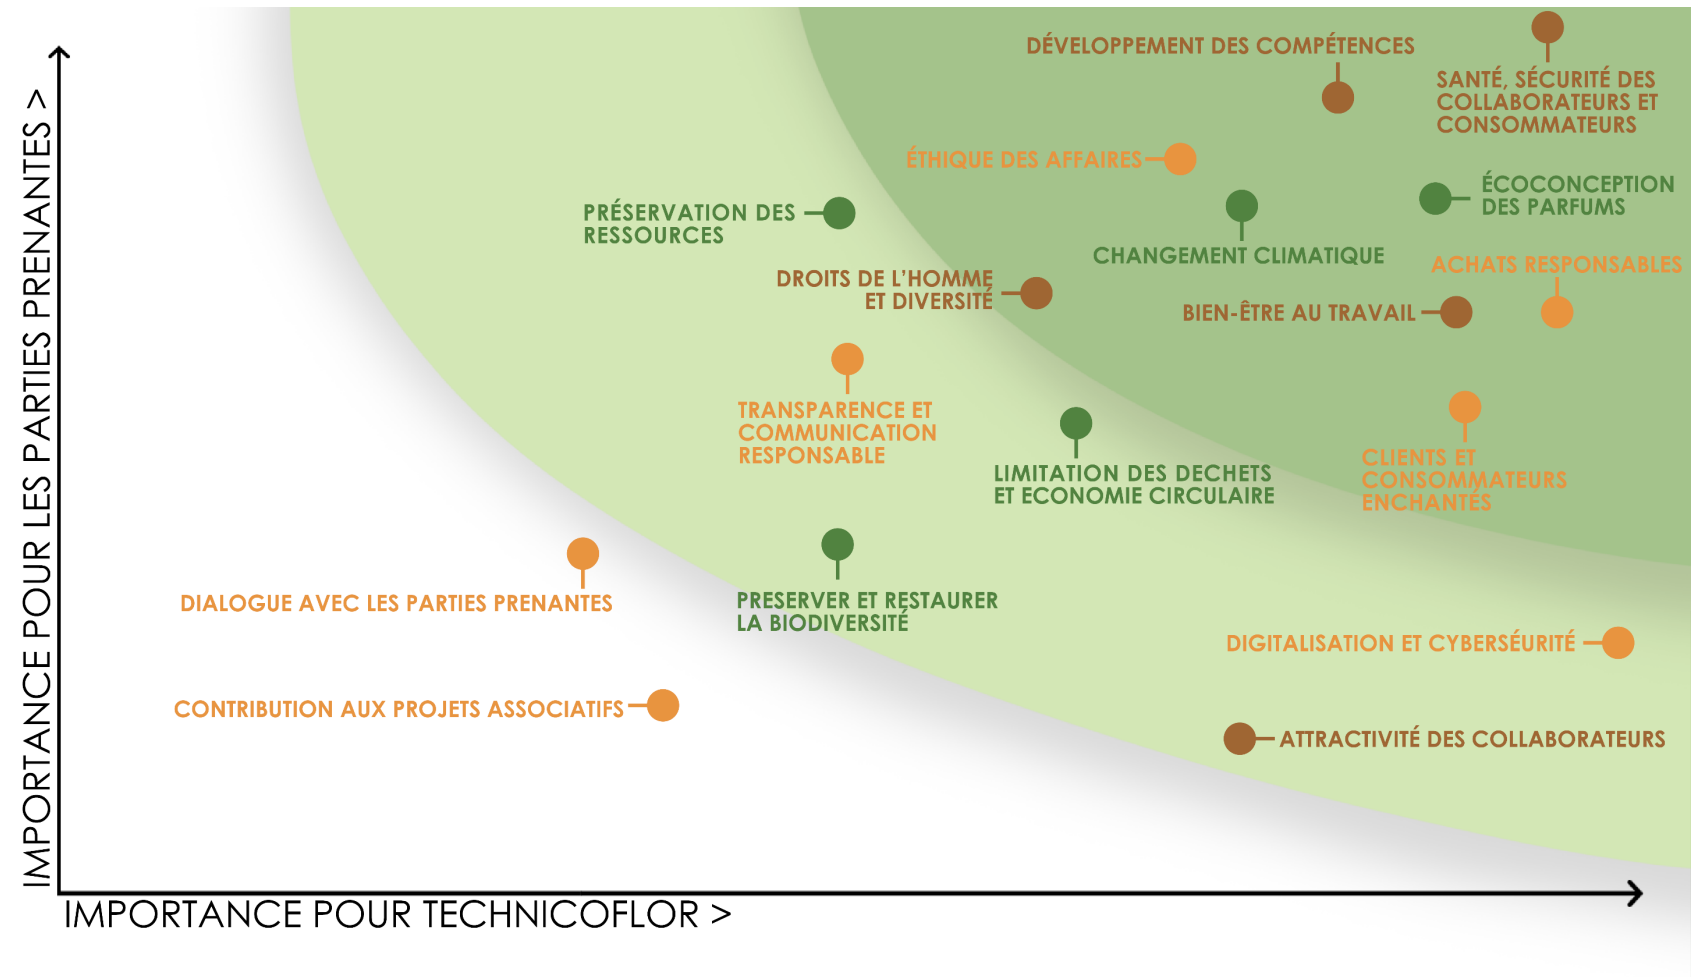 DÉVELOPPEMENT DES COMPÉTENCES
SANTÉ, SÉCURITÉ DES
COLLABORATEURS ET
CONSOMMATEURS
ÉTHIQUE DES AFFAIRES
ÉCOCONCEPTION
DES PARFUMS
PRÉSERVATION DES
RESSOURCES
CHANGEMENT CLIMATIQUE
ACHATS RESPONSABLES
DROITS DE L'HOMME
ET DIVERSITÉ
BIEN-ÊTRE AU TRAVAIL
TRANSPARENCE ET
COMMUNICATION
RESPONSABLE
LIMITATION DES DECHETS
ET ECONOMIE CIRCULAIRE
CLIENTS ET
CONSOMMATEURS
ENCHANTÉS
DIALOGUE AVEC LES PARTIES PRENANTES
PRESERVER ET RESTAURER
LA BIODIVERSITÉ
DIGITALISATION ET CYBERSÉURITÉ
CONTRIBUTION AUX PROJETS ASSOCIATIFS
ATTRACTIVITÉ DES COLLABORATEURS
IMPORTANCE POUR LES PARTIES PRENANTES >
IMPORTANCE POUR TECHNICOFLOR >